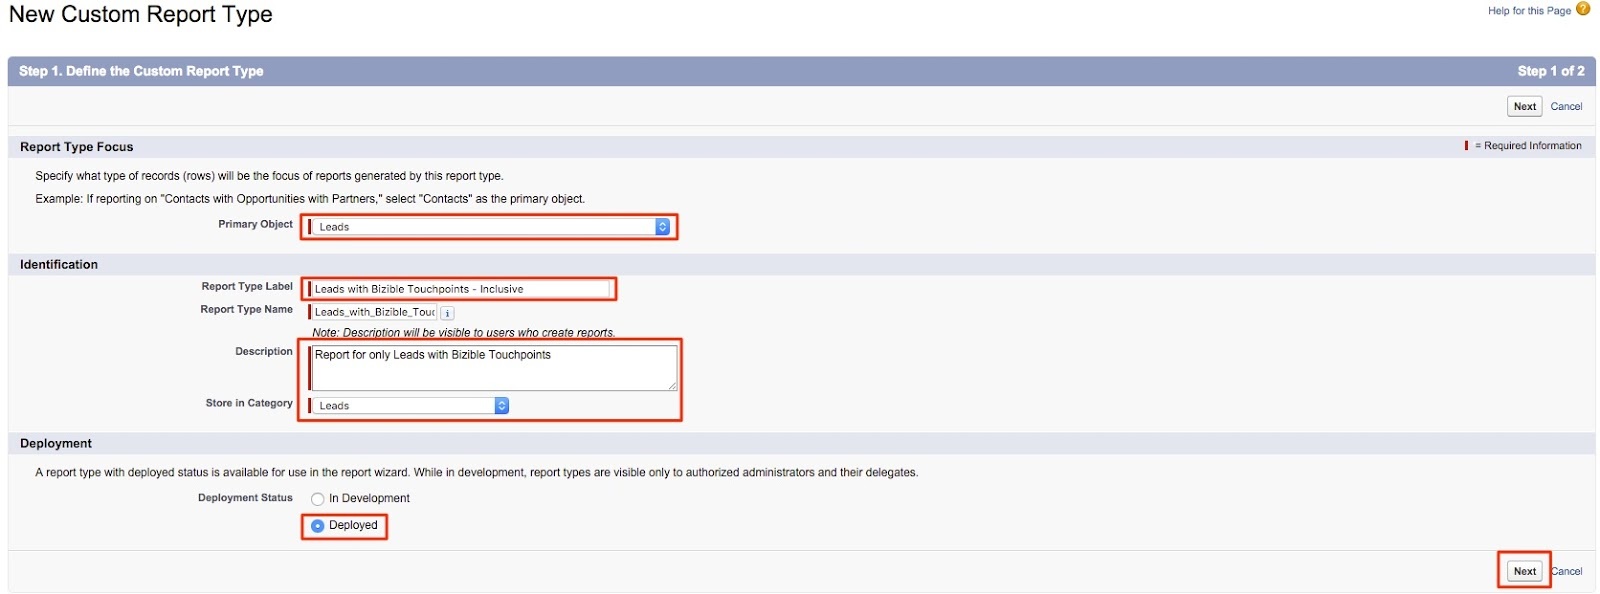 New Custom Report Type
Help for this Page ?
Step 1. Define the Custom Report Type Step 1 of 2
Next Cancel
Report Type Focus = Required Information
Specify what type of records (rows) will be the focus of reports generated by this report type.
Example: If reporting on "Contacts with Opportunities with Partners," select "Contacts" as the primary object.
Primary Object Leads
Identification
Report Type Label Leads with Bizible Touchpoints - Inclusive
Report Type Name Leads_with_Bizible_Touc i
Note: Description will be visible to users who create reports.
Description Report for only Leads with Bizible Touchpoints
Store in Category Leads
Deployment
A report type with deployed status is available for use in the report wizard. While in development, report types are visible only to authorized administrators and their delegates.
Deployment Status In Development
Deployed
Next Cancel